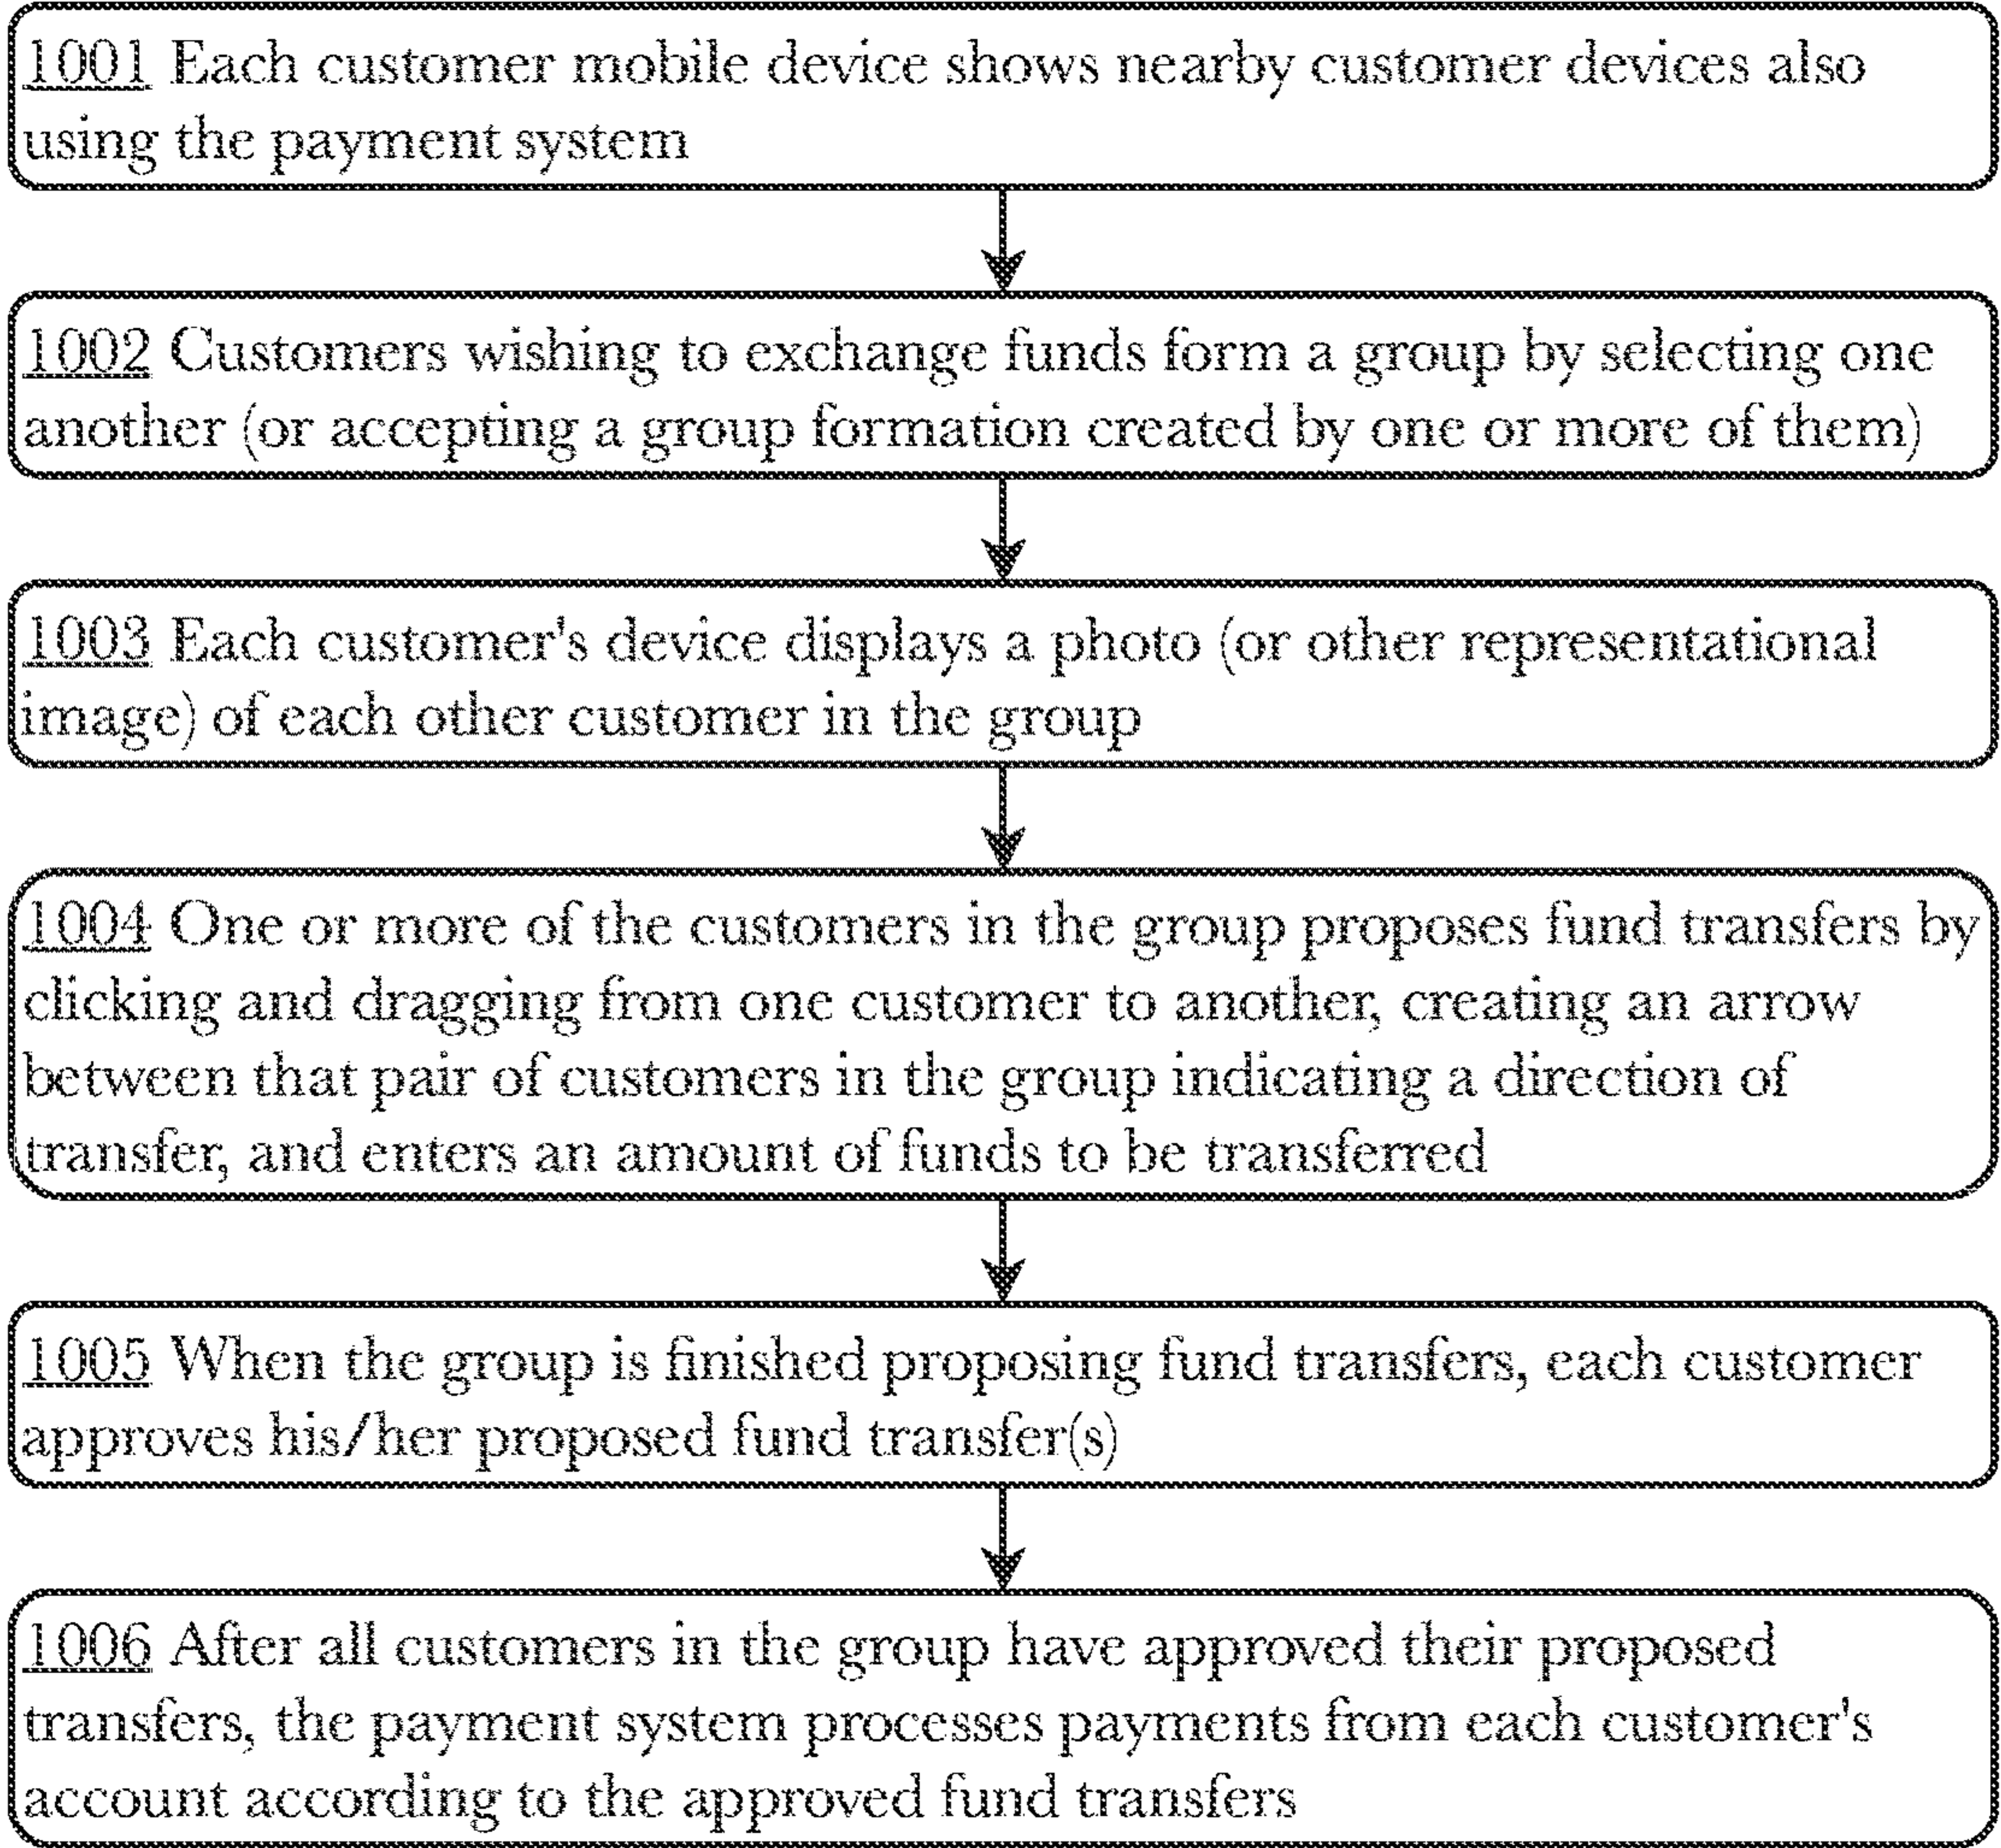 1001 Each customer mobile device shows nearby customer devices also
using the payment system
1002 Customers wishing to exchange funds form a group by selecting one
another (or accepting a group formation created by one or more of them)
1003 Each customer's device displays a photo (or other representational
image) of each other customer in the group
1004 One or more of the customers in the group proposes fund transfers by
clicking and dragging from one customer to another, creating an arrow
between that pair of customers in the group indicating a direction of
transfer, and enters an amount of funds to be transferred
1005 When the group is finished proposing fund transfers, each customer
approves his/her proposed fund transfer(s)
1006 After all customers in the group have approved their proposed
transfers, the payment system processes payments from each customer's
account according to the approved fund transfers